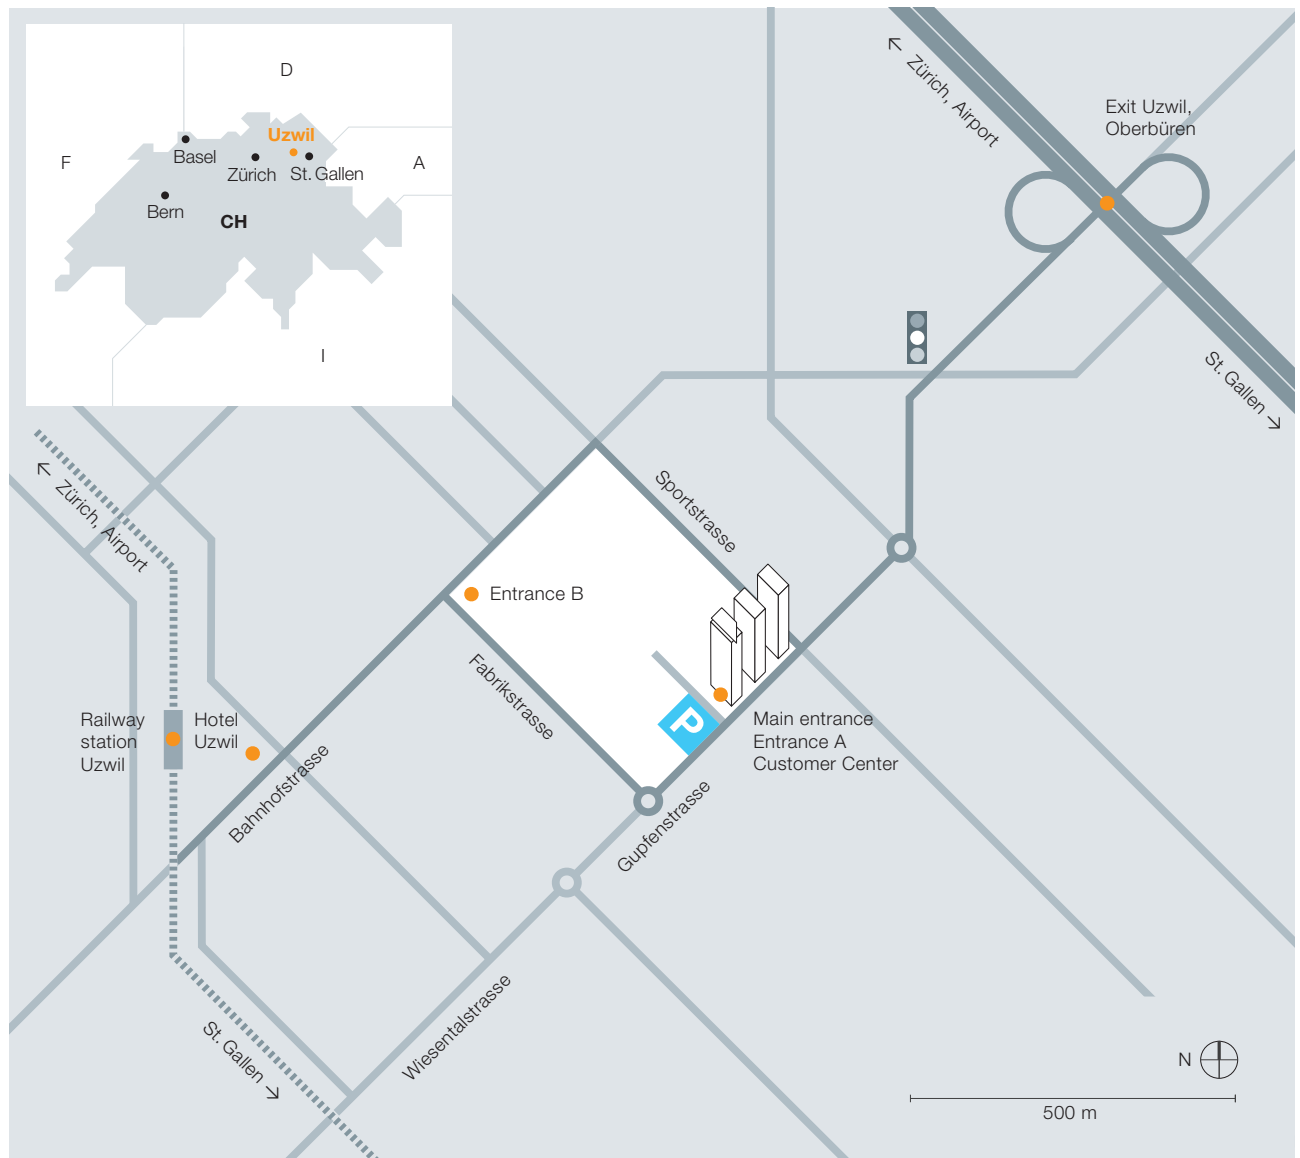 D
Uzwil
F
Basel
A
Zürich
St. Gallen
Bern
CH
I
Zürich, Airport
Exit Uzwil,
Oberbüren
St. Gallen
Zürich, Airport
Sportstrasse
Entrance B
Fabrikstrasse
P
Railway
station
Uzwil
Hotel
Uzwil
Main entrance
Entrance A
Customer Center
Bahnhofstrasse
Gupfenstrasse
Wiesentalstrasse
St. Gallen
N
500 m